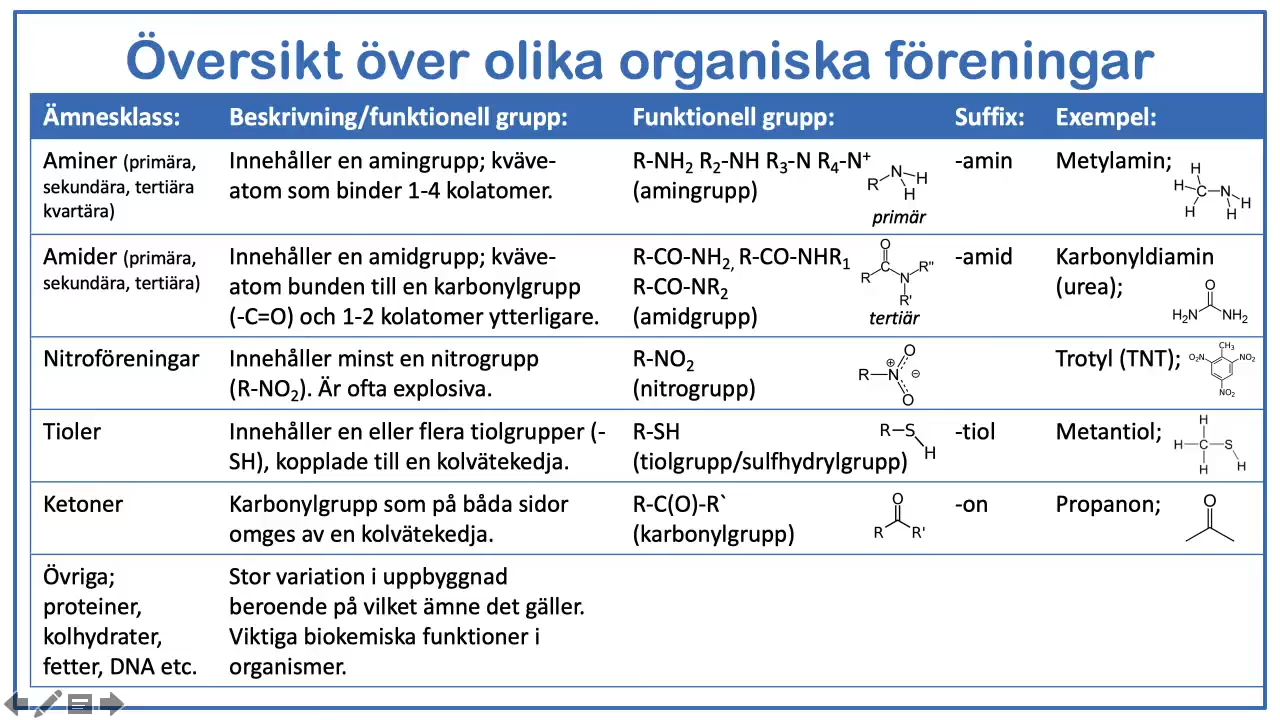 Översikt över olika organiska föreningar
Ämnesklass: Beskrivning/funktionell grupp: Funktionell grupp: Suffix: Exempel:
Aminer (primära, sekundära, tertiära kvartära)
Innehåller en amingrupp; kväve-
atom som binder 1-4 kolatomer.
R-NH2 R2-NH R3-N R4-N+
(amingrupp)
R N H H
primär
-amin
Metylamin;
H H C N H H H
Amider (primära,
sekundära, tertiära)
Innehåller en amidgrupp; kväve-
atom bunden till en karbonylgrupp
(-C=O) och 1-2 kolatomer ytterligare.
R-CO-NH2, R-CO-NHR1
R-CO-NR2
(amidgrupp)
O R C N R" R'
tertiär
-amid
Karbonyldiamin
(urea);
O
H2N NH2
Nitroföreningar
Innehåller minst en nitrogrupp
(R-NO2). Är ofta explosiva.
R-NO2
(nitrogrupp)
R N + O O −
Trotyl (TNT);
CH3
O2N NO2
NO2
Tioler
Innehåller en eller flera tiolgrupper (-
SH), kopplade till en kolvätekedja.
R-SH
(tiolgrupp/sulfhydrylgrupp)
R S H
-tiol
Metantiol;
H
H C S
H H
Ketoner
Karbonylgrupp som på båda sidor
omges av en kolvätekedja.
R-C(O)-R`
(karbonylgrupp)
O
R R'
-on
Propanon;
O
Övriga;
proteiner,
kolhydrater,
fetter, DNA etc.
Stor variation i uppbyggnad
beroende på vilket ämne det gäller.
Viktiga biokemiska funktioner i
organismer.